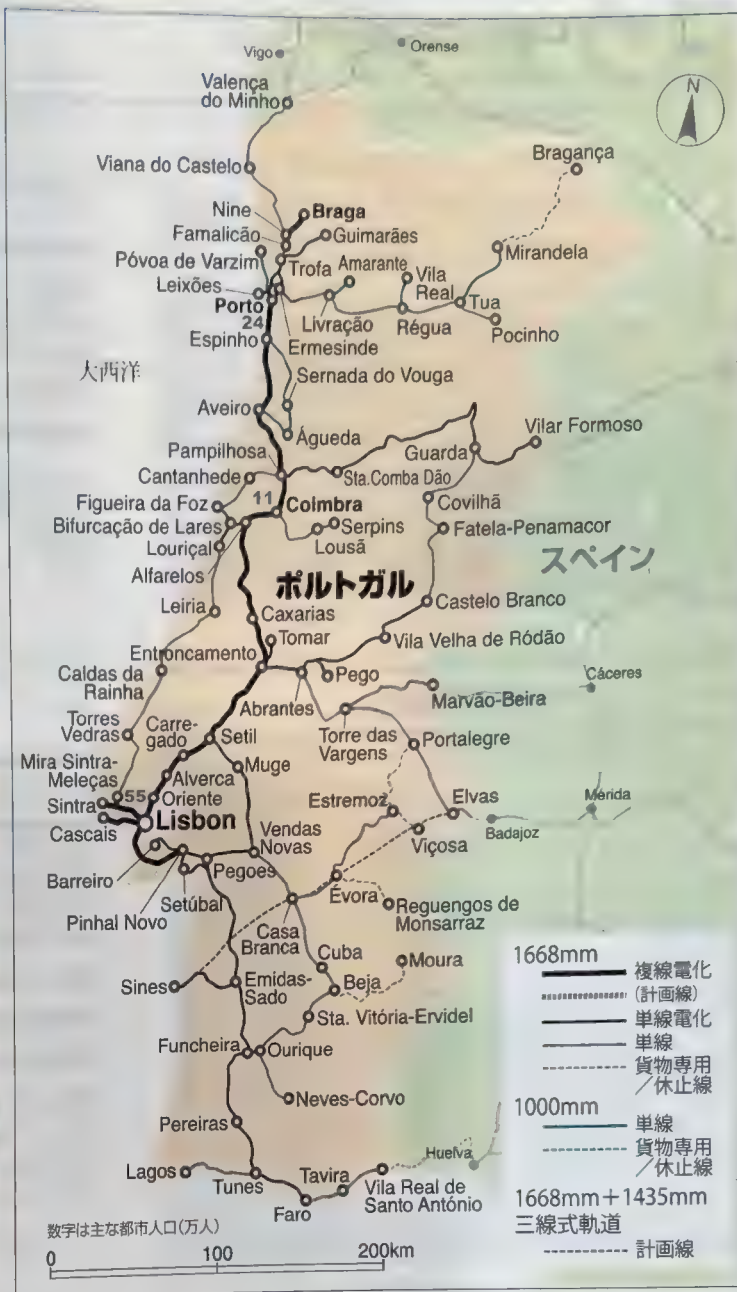 Vigo
Orense
Valença
do Minho
N
Viana do Castelo
Bragança
Nine
Braga
Famalicão
Guimarães
Póvoa de Varzim
Trofa
Amarante
Vila
Real
Mirandela
Leixões
Porto
24
Livração
Régua
Tua
Pocinho
Espinho
Ermesinde
大西洋
Sernada do Vouga
Aveiro
Águeda
Vilar Formoso
Pampilhosa
Guarda
Cantanhede
Sta.Comba Dão
Figueira da Foz
11
Coimbra
Covilhã
Bifurcação de Lares
Serpins
Lousã
Fatela-Penamacor
Louriçal
スペイン
Alfarelos
ポルトガル
Leiria
Caxarias
Castelo Branco
Tomar
Entroncamento
Vila Velha de Ródão
Caldas da
Rainha
Pego
Cáceres
Abrantes
Marvão-Beira
Torres
Vedras
Carre-
gado
Setil
Torre das
Vargens
Portalegre
Mira Sintra-
Meleças
Muge
Alverca
Sintra
55
Oriente
Estremoz
Elvas
Mérida
Cascais
Lisbon
Vendas
Novas
Badajoz
Viçosa
Barreiro
Pegoes
Évora
Setúbal
Pinhal Novo
Casa
Branca
Reguengos de
Monsarraz
Cuba
Moura
Sines
Emidas-
Sado
Beja
Sta. Vitória-Ervidel
Funcheira
Ourique
Neves-Corvo
Pereiras
Huelva
Lagos
Tavira
Tunes
Vila Real de
Santo António
Faro
1668mm
複線電化
(計画線)
単線電化
単線
貨物専用
/休止線
1000mm
単線
貨物専用
/休止線
1668mm+1435mm
三線式軌道
計画線
数字は主な都市人口(万人)
0
100
200km